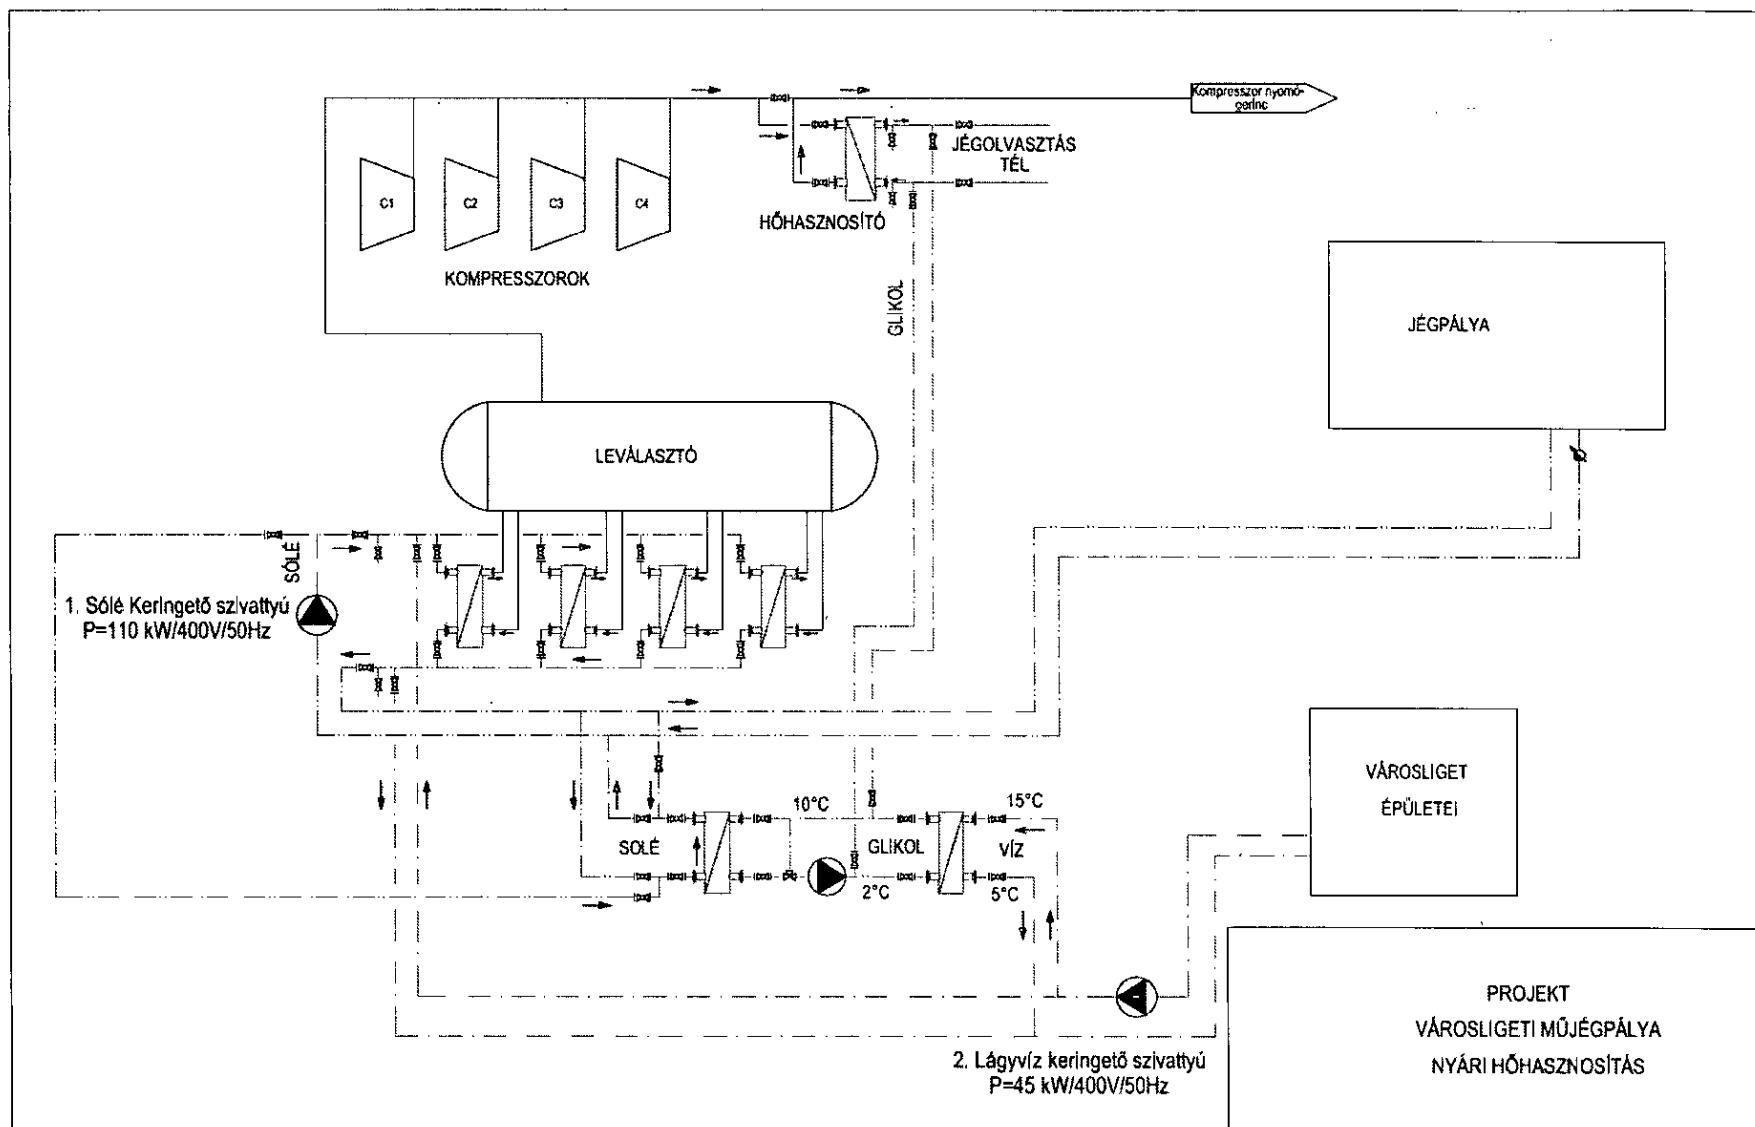 Kompresszor nyomó-
gerinc
JÉGOLVASZTÁS
TÉL
C1
C2
C3
C4
HŐHASZNOSÍTÓ
KOMPRESSZOROK
GLIKOL
JÉGPÁLYA
LEVÁLASZTÓ
SÓLÉ
1. Sólé Keringető szivattyú
P=110 kW/400V/50Hz
VÁROSLIGET
ÉPÜLETEI
10°C
15°C
SOLÉ
GLIKOL
VÍZ
2°C
5°C
PROJEKT
VÁROSLIGETI MŰJÉGPÁLYA
NYÁRI HŐHASZNOSÍTÁS
2. Lágyvíz keringető szivattyú
P=45 kW/400V/50Hz